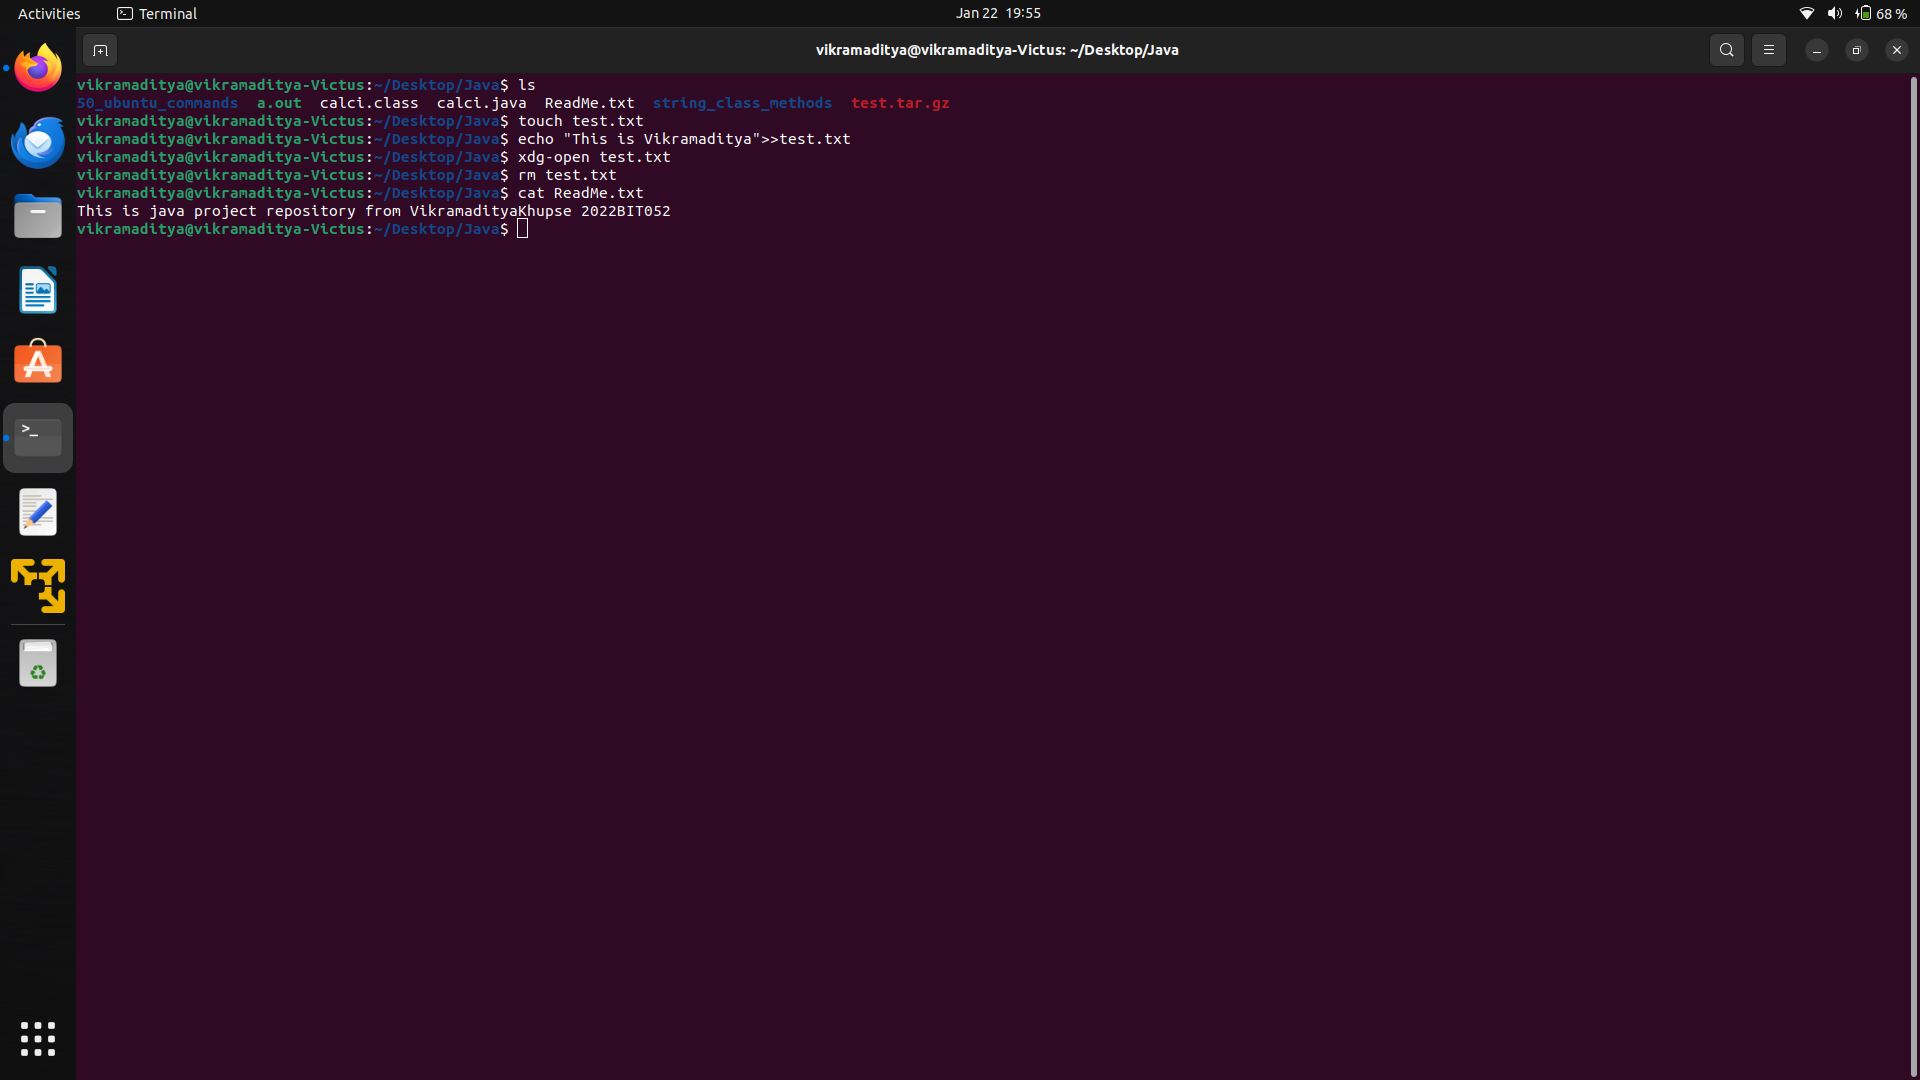 Activities Terminal Jan 22 19:55 68 %
vikramaditya@vikramaditya-Victus: ~/Desktop/Java
vikramaditya@vikramaditya-Victus:~/Desktop/Java$ ls
50_ubuntu_commands a.out calci.class calci.java ReadMe.txt string_class_methods test.tar.gz
vikramaditya@vikramaditya-Victus:~/Desktop/Java$ touch test.txt
vikramaditya@vikramaditya-Victus:~/Desktop/Java$ echo "This is Vikramaditya">>test.txt
vikramaditya@vikramaditya-Victus:~/Desktop/Java$ xdg-open test.txt
vikramaditya@vikramaditya-Victus:~/Desktop/Java$ rm test.txt
vikramaditya@vikramaditya-Victus:~/Desktop/Java$ cat ReadMe.txt
This is java project repository from VikramadityaKhupse 2022BIT052
vikramaditya@vikramaditya-Victus:~/Desktop/Java$